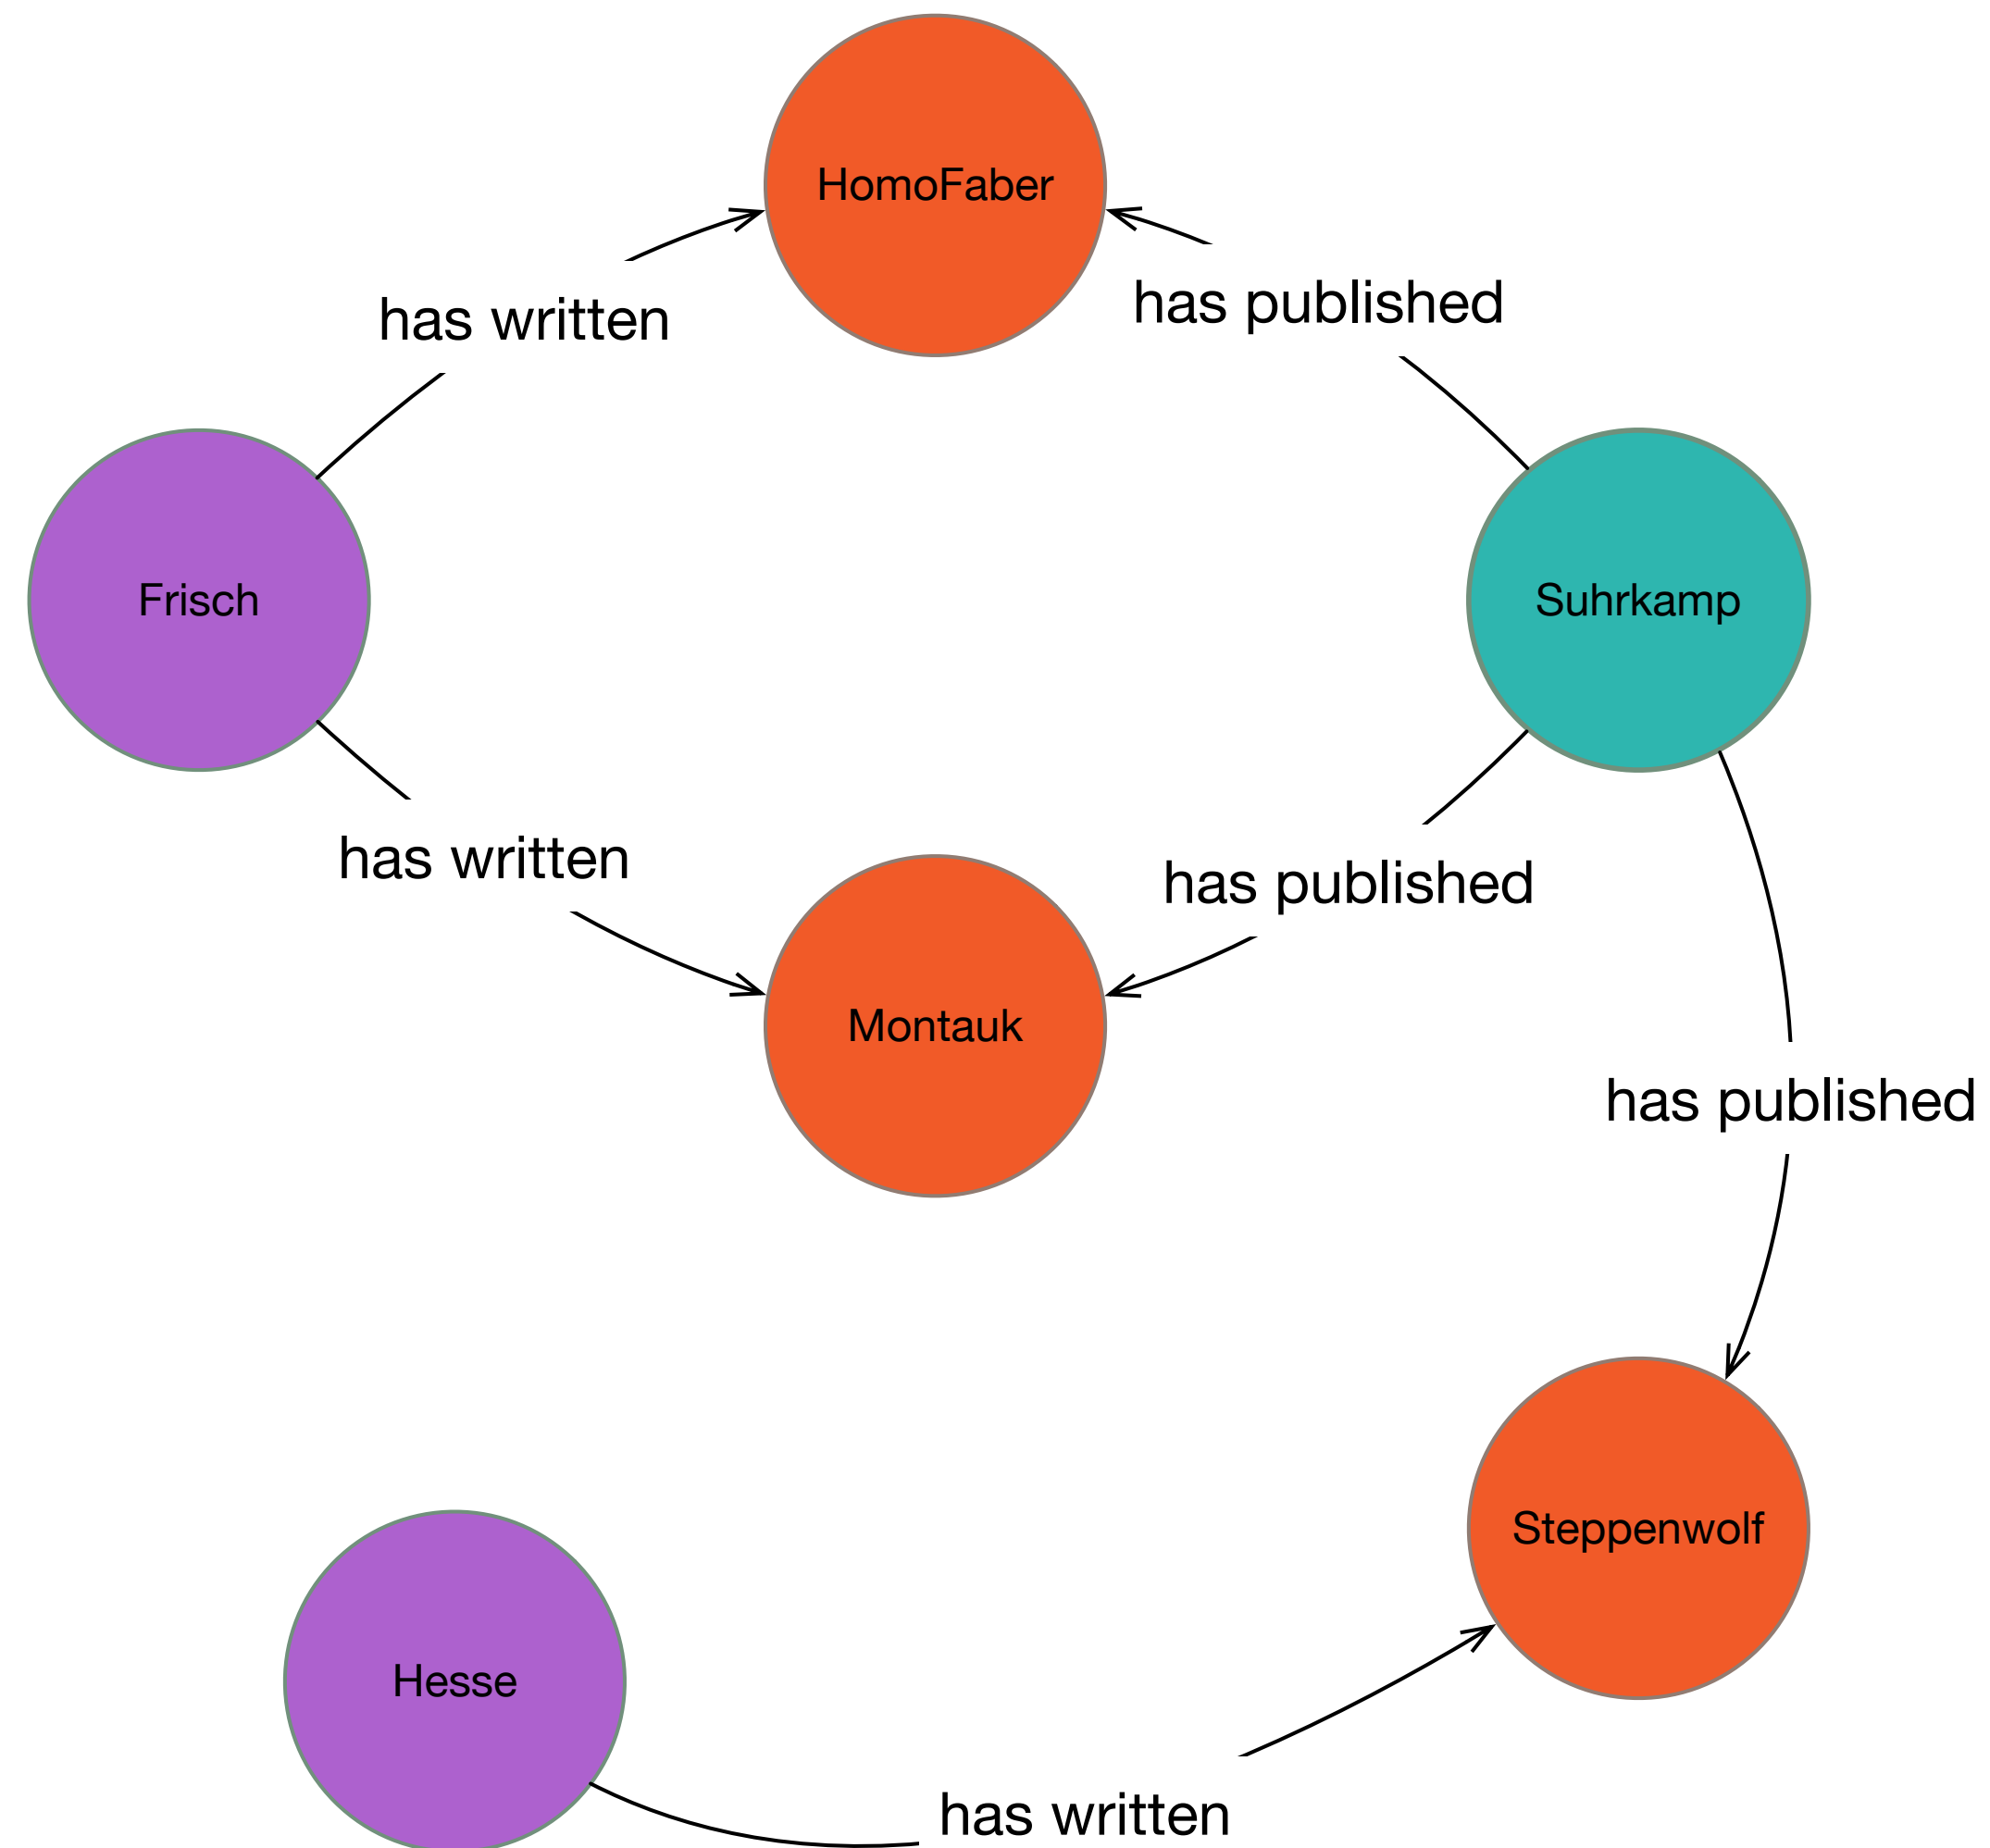 HomoFaber
has published
has written
Frisch
Suhrkamp
has written
has published
Montauk
has published
Steppenwolf
Hesse
has written